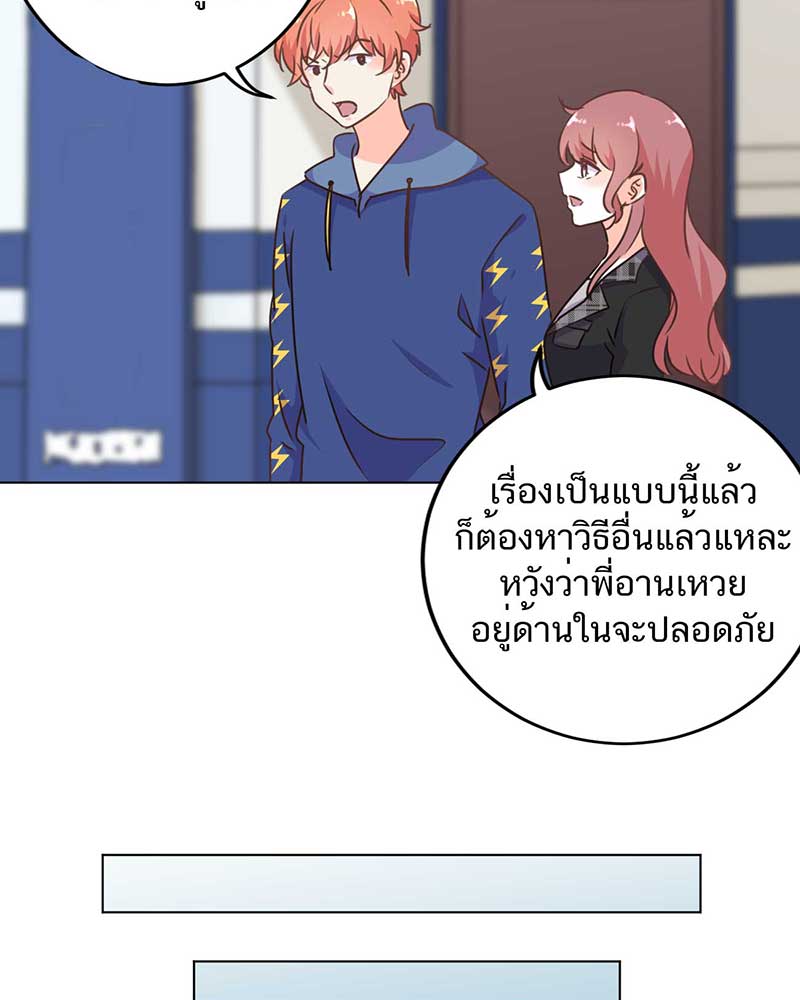 เรื่องเป็นแบบนี้แล้ว
ก็ต้องหาวิธีอื่นแล้วแหละ
หวังว่าพี่อานเหวย
อยู่ด้านในจะปลอดภัย